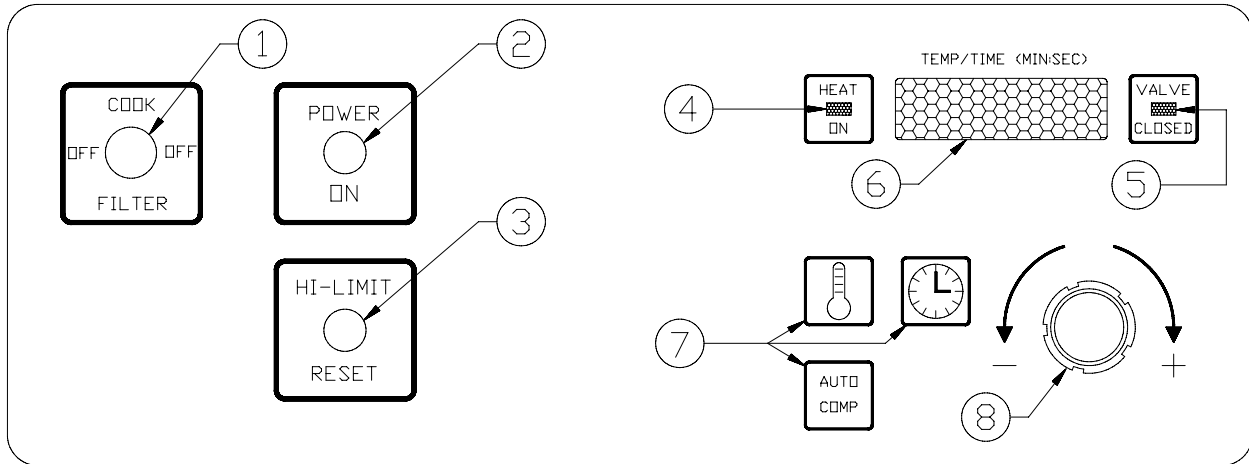 1
2
COOK
OFF
OFF
FILTER
POWER
ON
3
HI-LIMIT
RESET
TEMP/TIME (MIN:SEC)
4
HEAT
ON
VALVE
CLOSED
6
5
7
AUTO
COMP
-
+
8